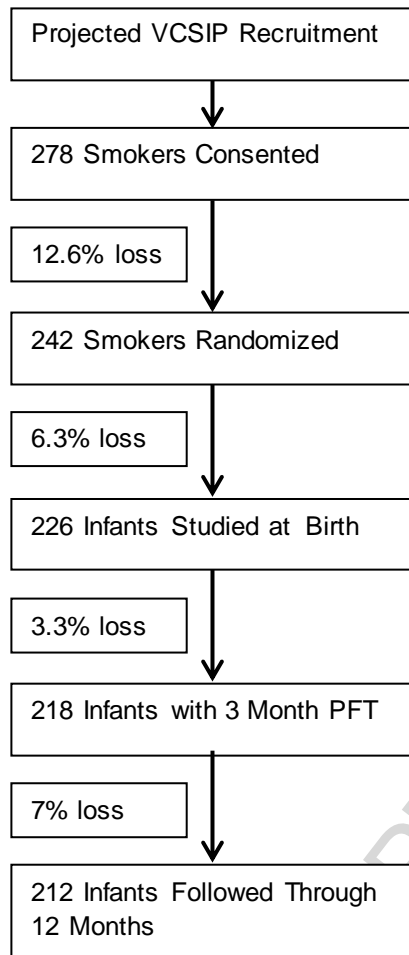 Projected VCSIP Recruitment
278 Smokers Consented
12.6% loss
242 Smokers Randomized
6.3% loss
226 Infants Studied at Birth
3.3% loss
218 Infants with 3 Month PFT
7% loss
212 Infants Followed Through
12 Months